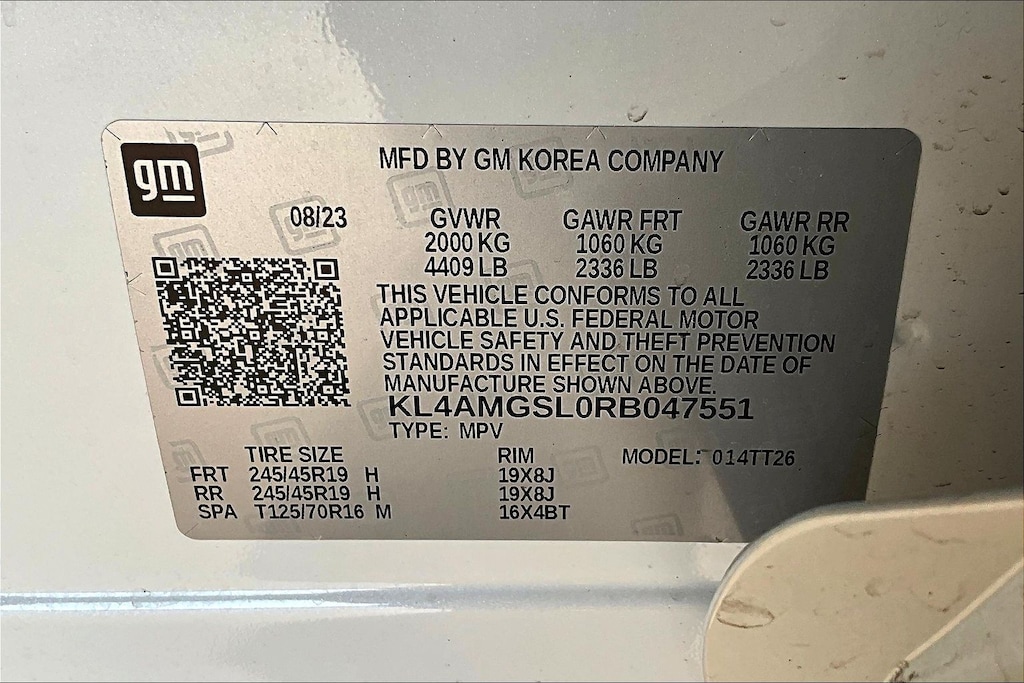 gm
MFD BY GM KOREA COMPANY
08/23 GVWR GAWR FRT GAWR RR
2000 KG 1060 KG 1060 KG
4409 LB 2336 LB 2336 LB
THIS VEHICLE CONFORMS TO ALL
APPLICABLE U.S. FEDERAL MOTOR
VEHICLE SAFETY AND THEFT PREVENTION
STANDARDS IN EFFECT ON THE DATE OF
MANUFACTURE SHOWN ABOVE.
KL4AMGSL0RB047551
TYPE: MPV
TIRE SIZE RIM MODEL: 014TT26
FRT 245/45R19 H 19X8J
RR 245/45R19 H 19X8J
SPA T125/70R16 M 16X4BT